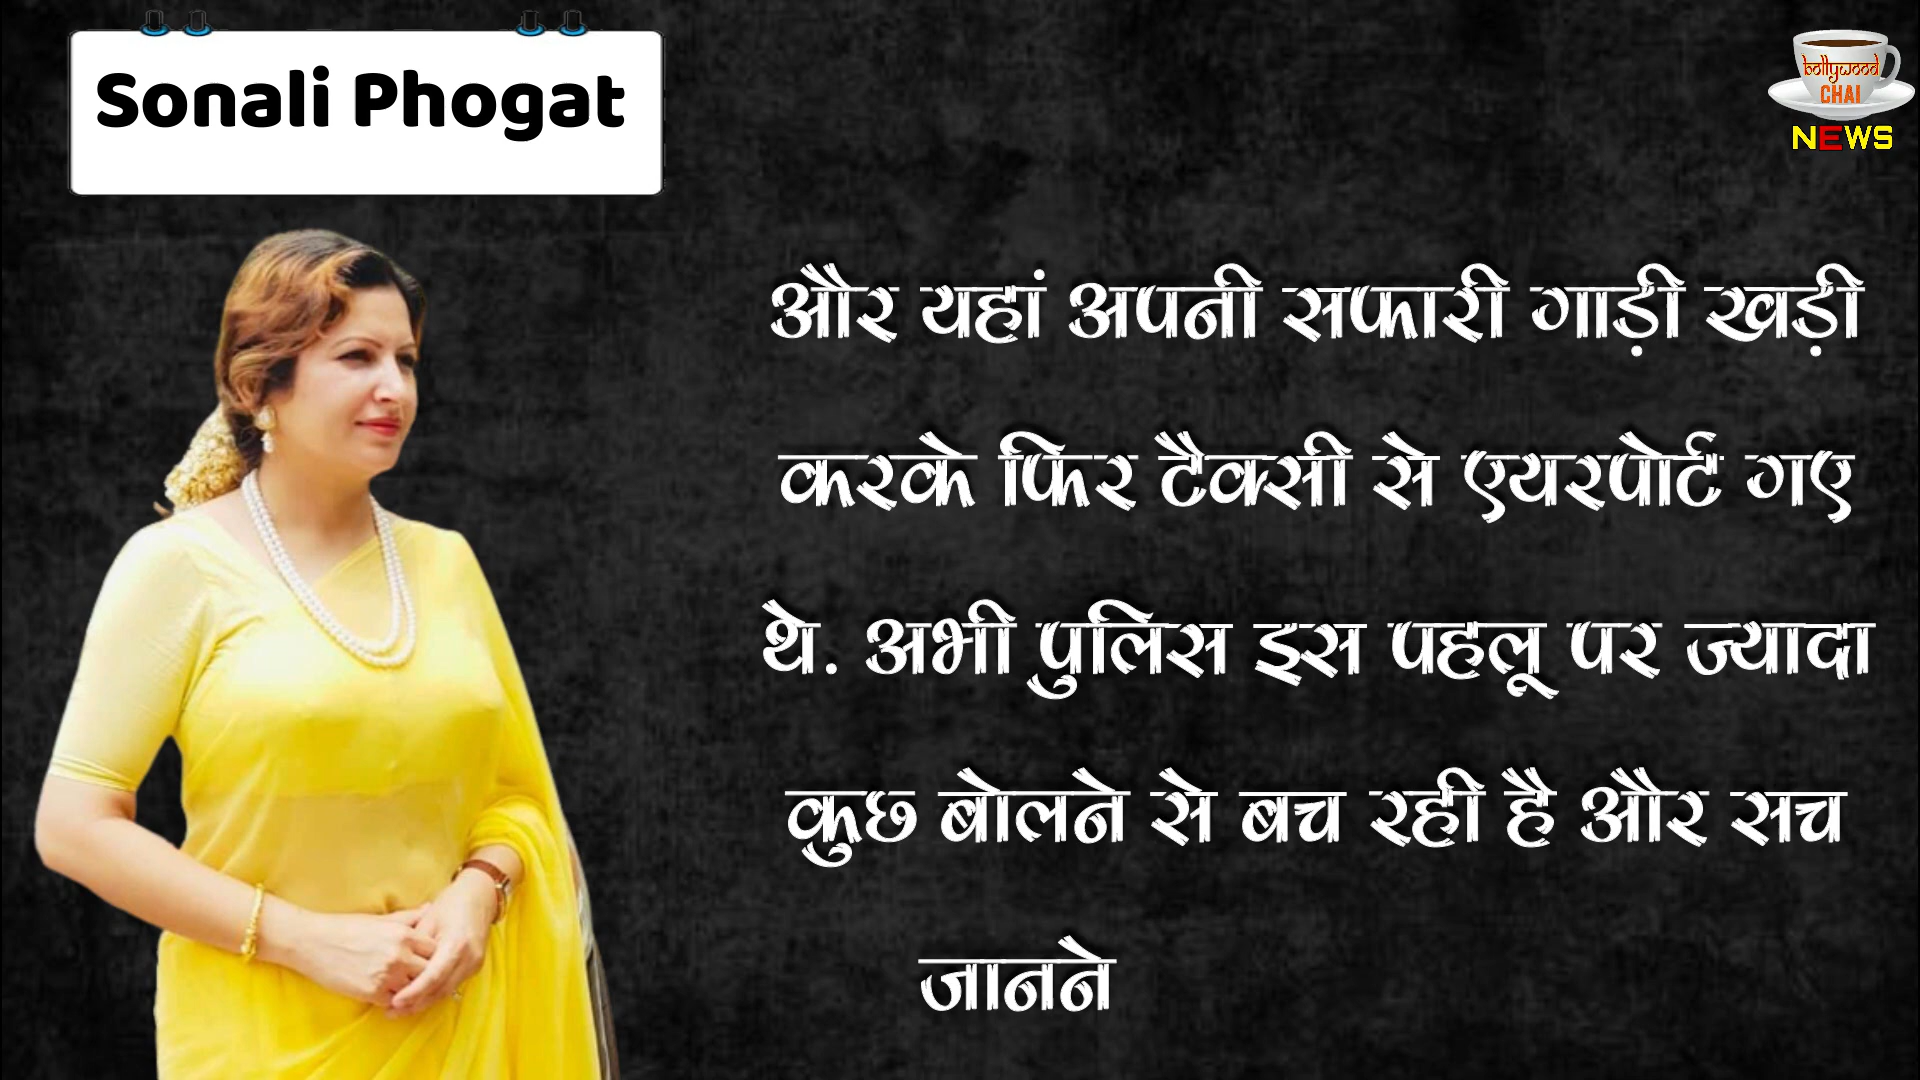 Sonali Phogat
bollywood
CHAI
NEWS
और यहां अपनी सफारी गाड़ी खड़ी
करके फिर टैक्सी से एयरपोर्ट गए
थे. अभी पुलिस इस पहलू पर ज्यादा
कुछ बोलने से बच रही है और सच
जानने